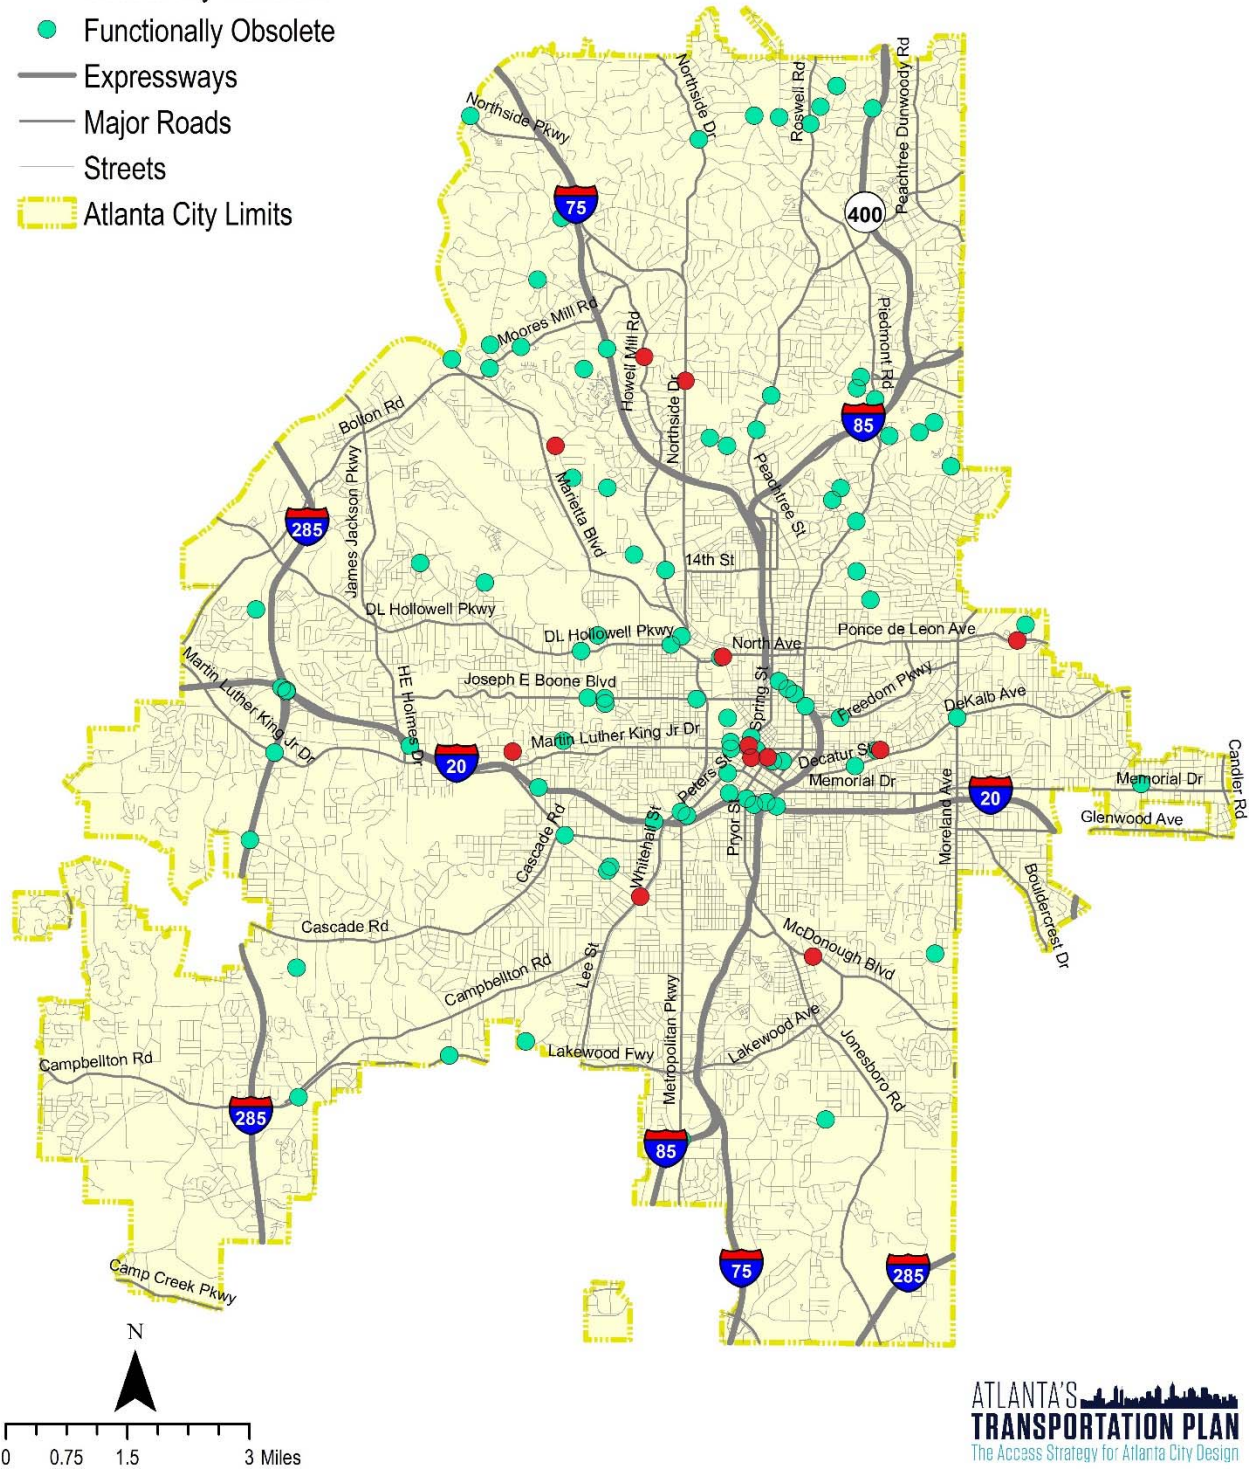 Functionally Obsolete
Expressways
Major Roads
Streets
Atlanta City Limits
Northside Pkwy
Northside Dr
Roswell Rd
Peachtree Dunwoody Rd
75
400
Moores Mill Rd
Howell Mill Rd
Piedmont Rd
Northside Dr
85
Bolton Rd
James Jackson Pkwy
Marietta Blvd
Peachtree St
285
14th St
DL Hollowell Pkwy
DL Hollowell Pkwy
North Ave
Ponce de Leon Ave
Martin Luther King Jr Dr
HE Holmes Dr
Joseph E Boone Blvd
Spring St
Freedom Pkwy
DeKalb Ave
Martin Luther King Jr Dr
20
Peters St
Decatur St
Memorial Dr
Memorial Dr
Candler Rd
20
Glenwood Ave
Moreland Ave
Pryor St
Whitehall St
Cascade Rd
Bouldercrest Dr
Cascade Rd
McDonough Blvd
Lee St
Campbellton Rd
Metropolitan Pkwy
Lakewood Ave
Lakewood Fwy
Jonesboro Rd
Campbellton Rd
285
85
75
285
Camp Creek Pkwy
N
0 0.75 1.5 3 Miles
ATLANTA'S
TRANSPORTATION PLAN
The Access Strategy for Atlanta City Design